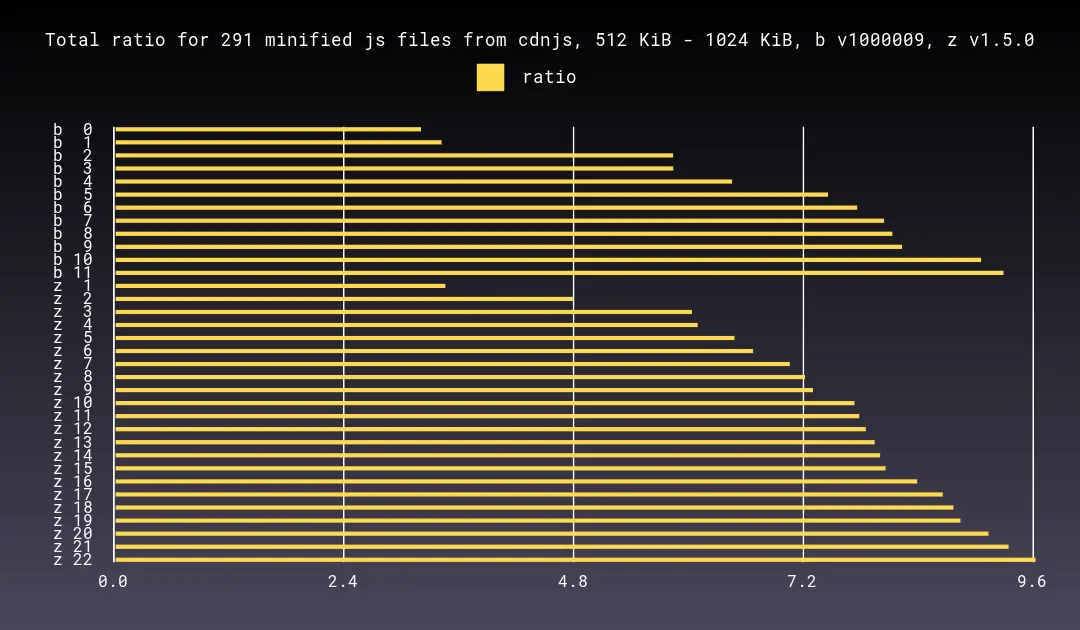 Total ratio for 291 minified js files from cdnjs, 512 KiB - 1024 KiB, b v1000009, z v1.5.0
ratio
b 0
b 1
b 2
b 3
b 4
b 5
b 6
b 7
b 8
b 9
b 10
b 11
z 1
z 2
z 3
z 4
z 5
z 6
z 7
z 8
z 9
z 10
z 11
z 12
z 13
z 14
z 15
z 16
z 17
z 18
z 19
z 20
z 21
z 22
0.0 2.4 4.8 7.2 9.6